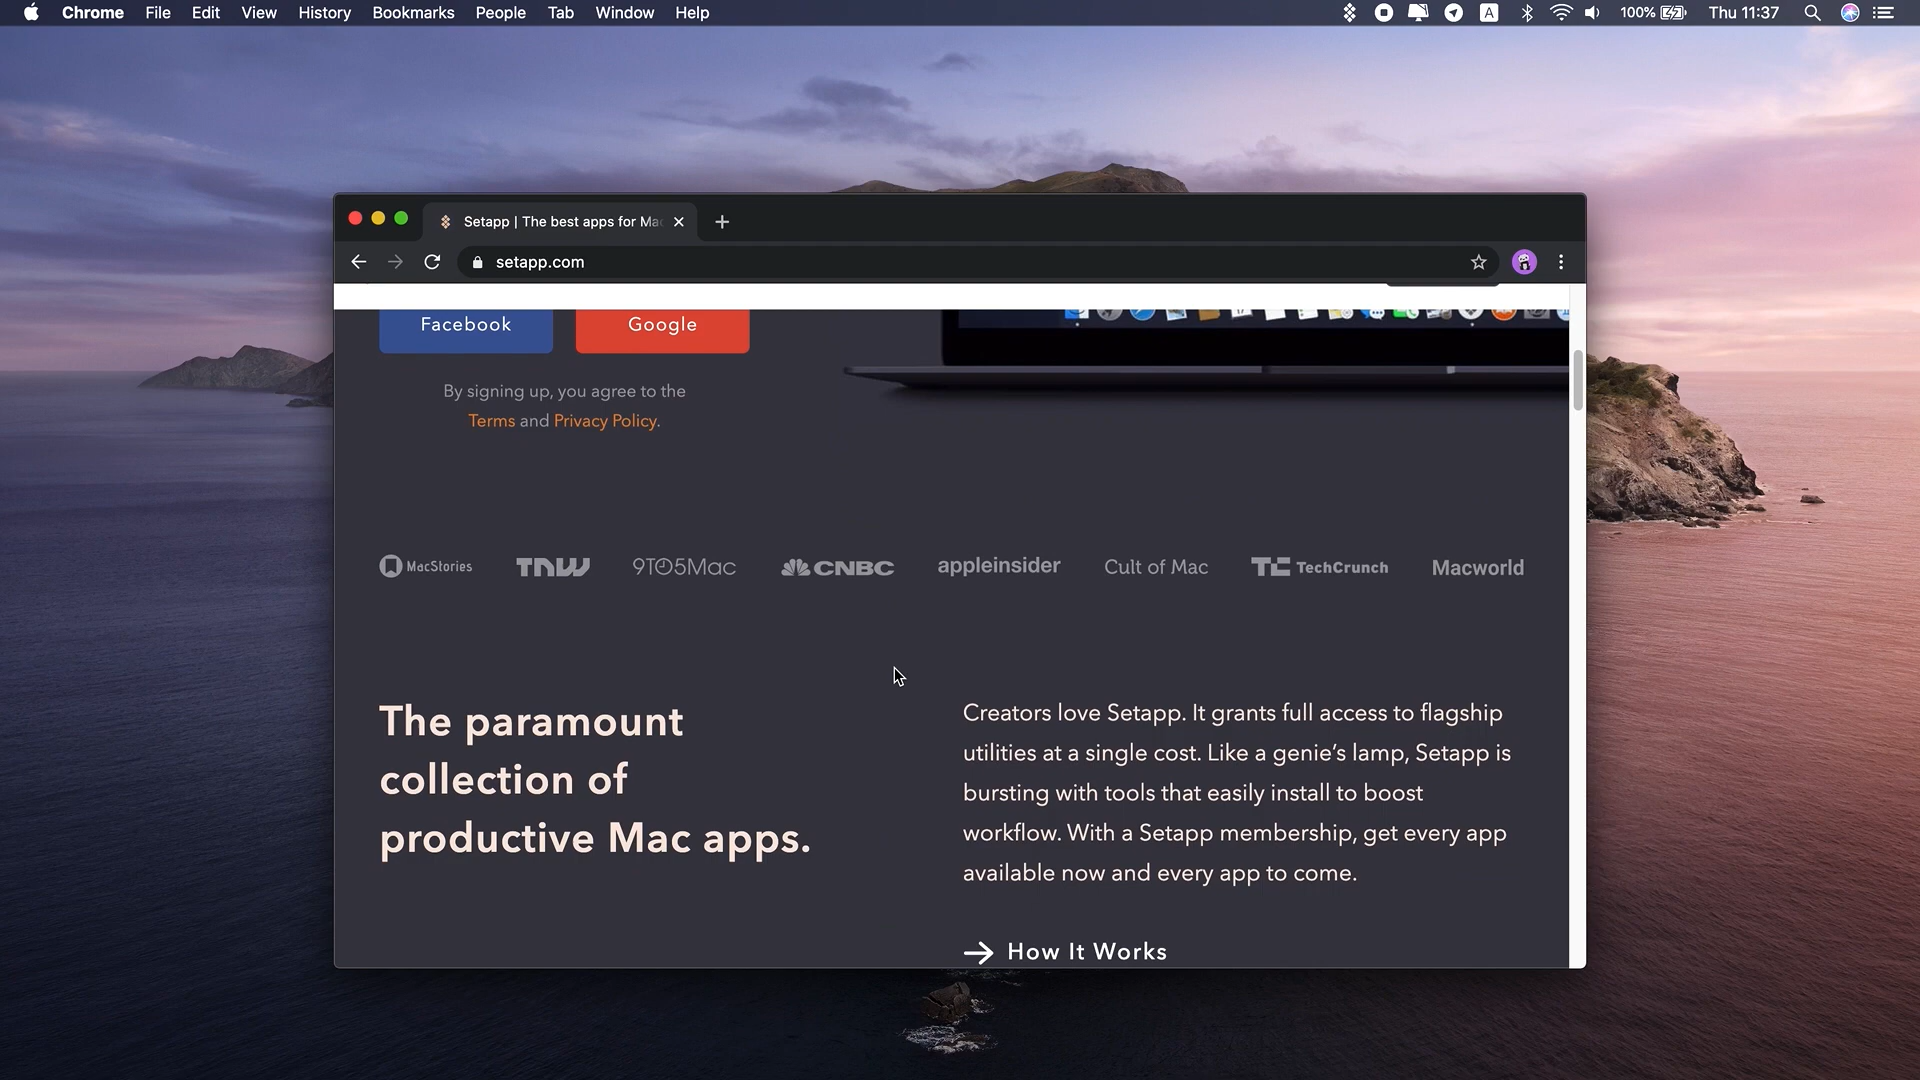 Chrome File Edit View History Bookmarks People Tab Window Help
A 100% Thu 11:37
Setapp | The best apps for Mac
setapp.com
Facebook
Google
By signing up, you agree to the
Terms and Privacy Policy.
MacStories TNW 9TO5Mac CNBC appleinsider Cult of Mac TC TechCrunch Macworld
The paramount
collection of
productive Mac apps.
Creators love Setapp. It grants full access to flagship
utilities at a single cost. Like a genie’s lamp, Setapp is
bursting with tools that easily install to boost
workflow. With a Setapp membership, get every app
available now and every app to come.
How It Works